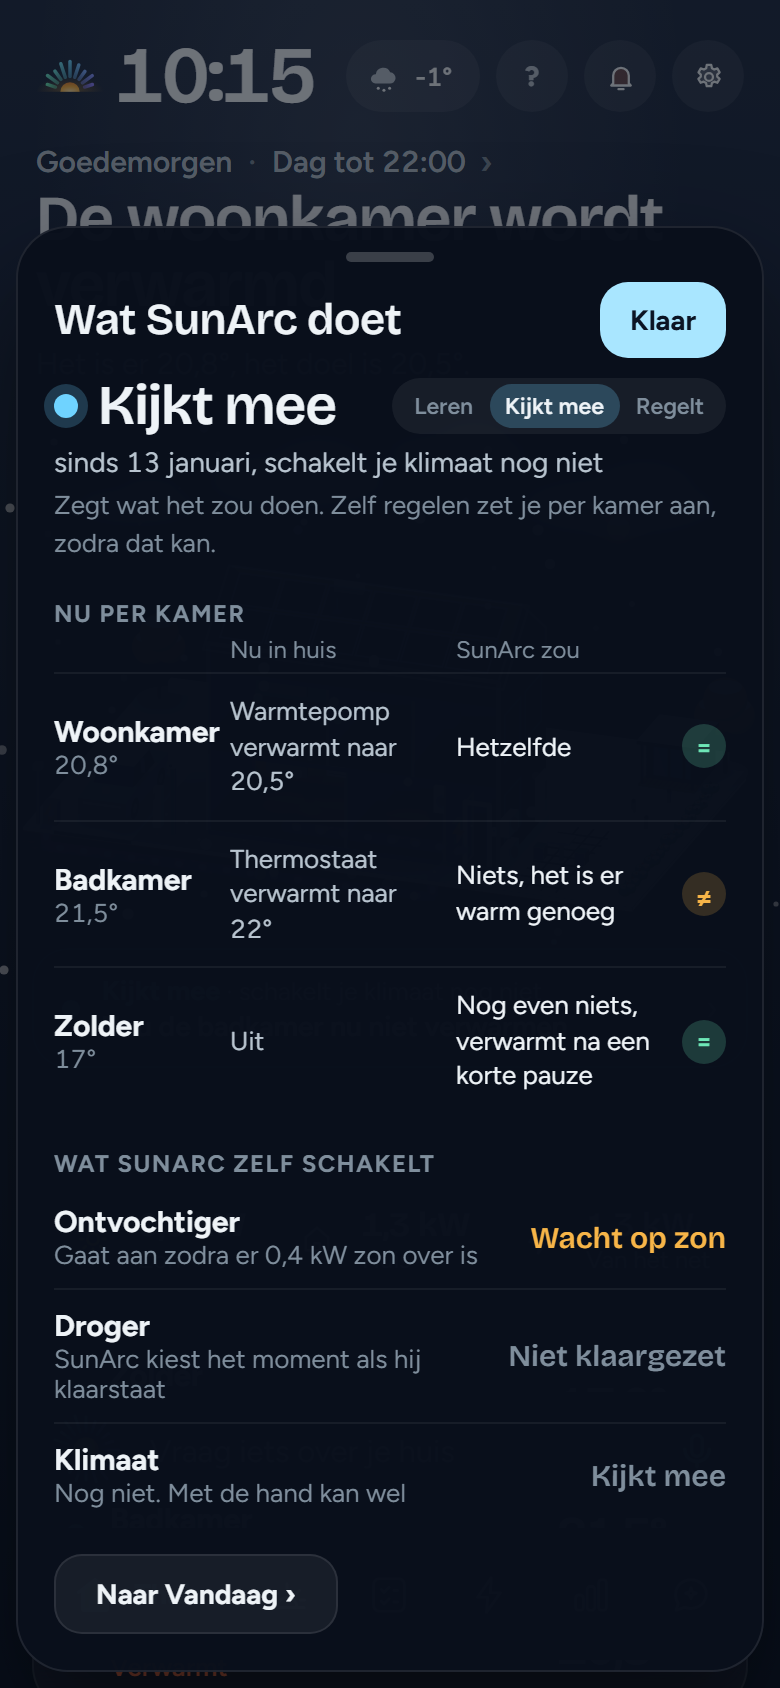 10:15
-1°
?
Goedemorgen · Dag tot 22:00 ›
De woonkamer wordt
verwarmd
Wat SunArc doet
Klaar
Kijkt mee
Leren Kijkt mee Regelt
sinds 13 januari, schakelt je klimaat nog niet
Zegt wat het zou doen. Zelf regelen zet je per kamer aan,
zodra dat kan.
NU PER KAMER
Nu in huis SunArc zou
Woonkamer
20,8°
Warmtepomp
verwarmt naar
20,5°
Hetzelfde
=
Badkamer
21,5°
Thermostaat
verwarmt naar
22°
Niets, het is er
warm genoeg
≠
Zolder
17°
Uit
Nog even niets,
verwarmt na een
korte pauze
=
WAT SUNARC ZELF SCHAKELT
Ontvochtiger
Gaat aan zodra er 0,4 kW zon over is
Wacht op zon
Droger
SunArc kiest het moment als hij
klaarstaat
Niet klaargezet
Klimaat
Nog niet. Met de hand kan wel
Kijkt mee
Badkamer
Naar Vandaag ›
verwarmt